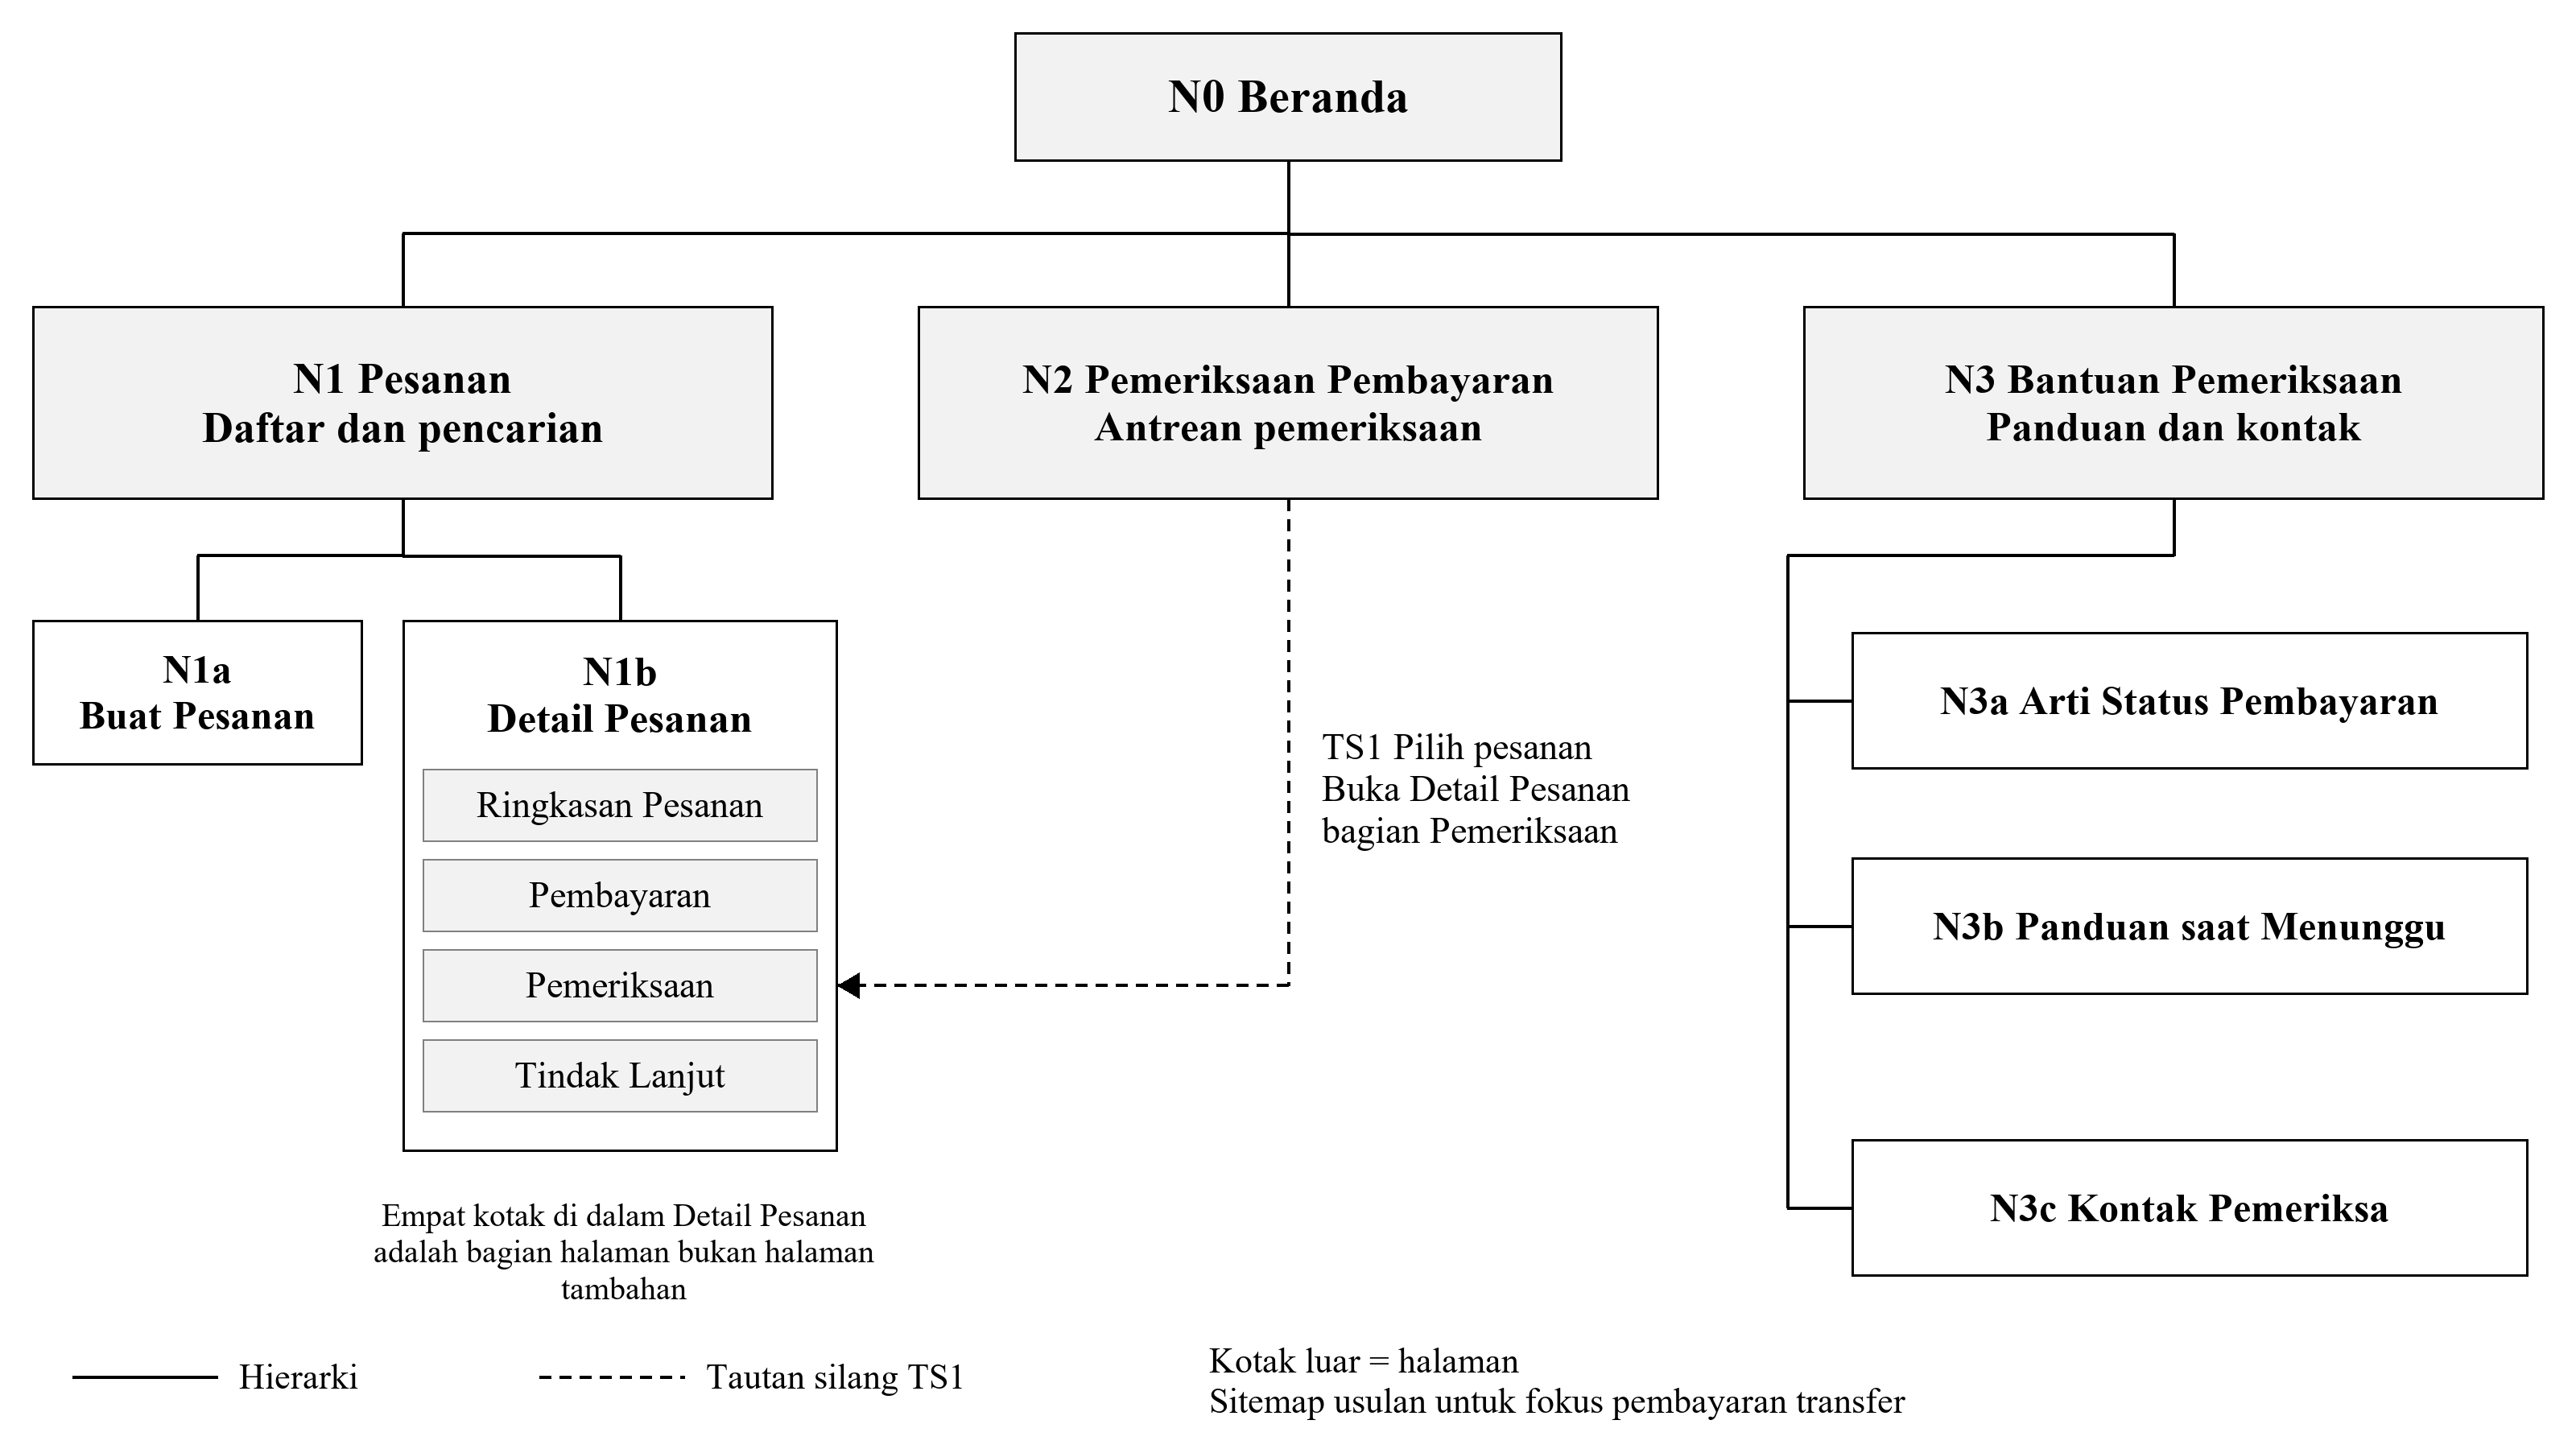 N0 Beranda
N1 Pesanan
Daftar dan pencarian
N2 Pemeriksaan Pembayaran
Antrean pemeriksaan
N3 Bantuan Pemeriksaan
Panduan dan kontak
N1a
Buat Pesanan
N1b
Detail Pesanan
Ringkasan Pesanan
Pembayaran
Pemeriksaan
Tindak Lanjut
TS1 Pilih pesanan
Buka Detail Pesanan
bagian Pemeriksaan
N3a Arti Status Pembayaran
N3b Panduan saat Menunggu
N3c Kontak Pemeriksa
Empat kotak di dalam Detail Pesanan
adalah bagian halaman bukan halaman
tambahan
Hierarki
Tautan silang TS1
Kotak luar = halaman
Sitemap usulan untuk fokus pembayaran transfer